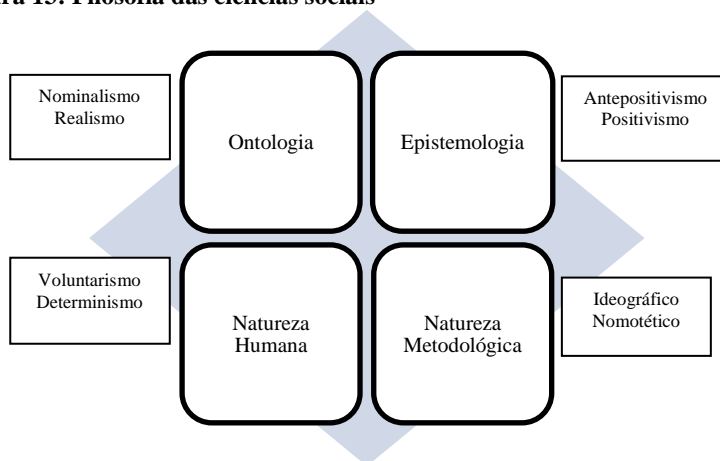 ra 15: Filosofia das ciências sociais
Nominalismo
Realismo
Ontologia
Epistemologia
Antepositivismo
Positivismo
Voluntarismo
Determinismo
Natureza
Humana
Natureza
Metodológica
Ideográfico
Nomotético